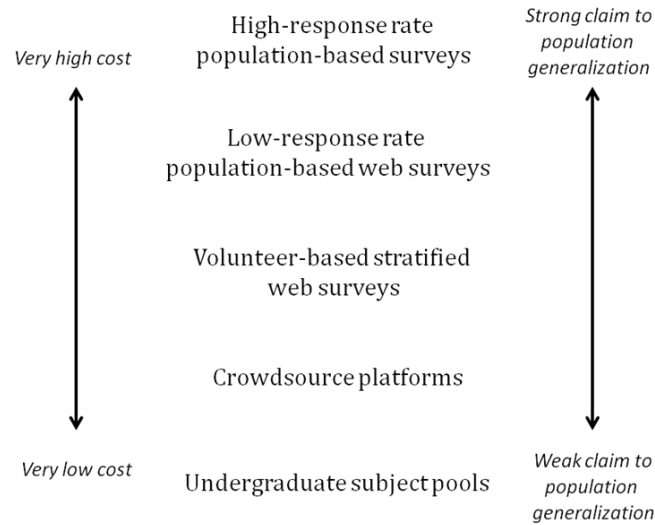 Very high cost
High-response rate
population-based surveys
Strong claim to
population
generalization
Low-response rate
population-based web surveys
Volunteer-based stratified
web surveys
Crowdsource platforms
Very low cost
Undergraduate subject pools
Weak claim to
population
generalization